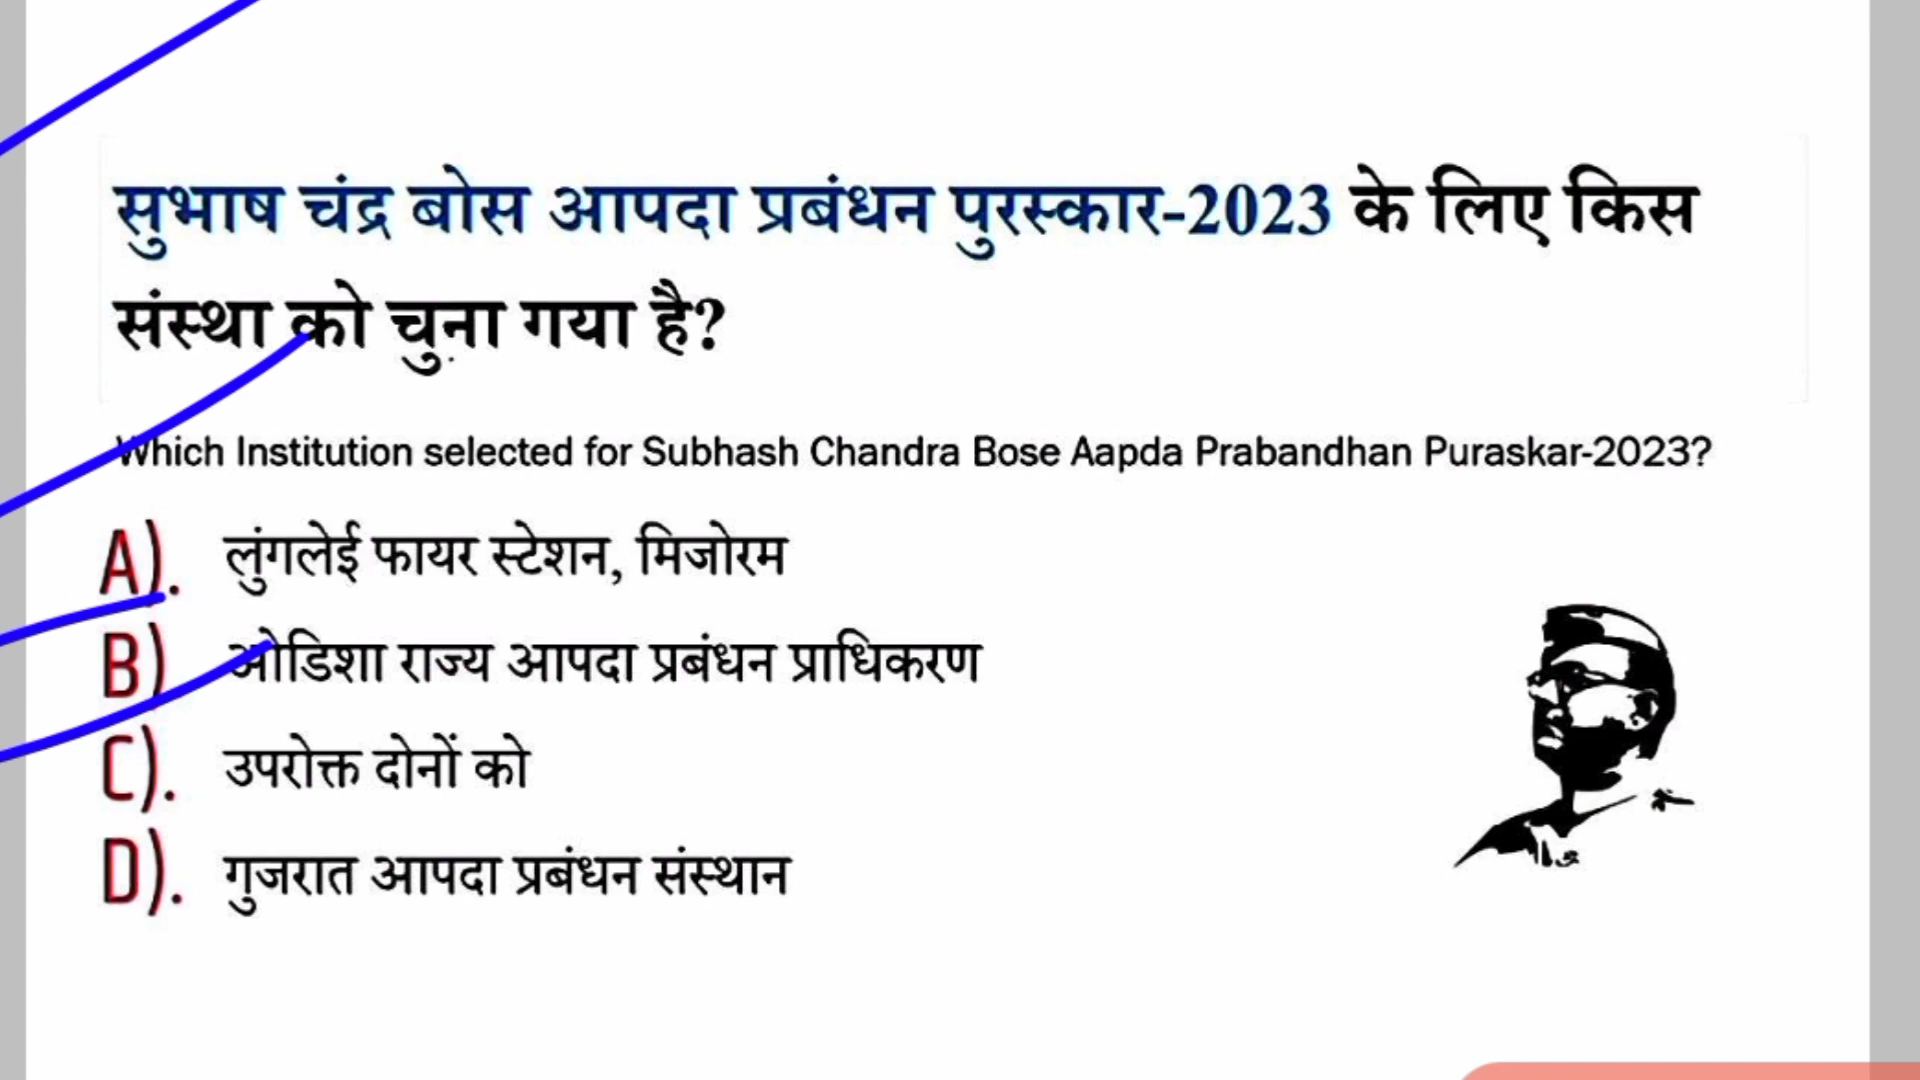 सुभाष चंद्र बोस आपदा प्रबंधन पुरस्कार-2023 के लिए किस
संस्था को चुना गया है?
Which Institution selected for Subhash Chandra Bose Aapda Prabandhan Puraskar-2023?
A). लुंगलेई फायर स्टेशन, मिजोरम
B) ओडिशा राज्य आपदा प्रबंधन प्राधिकरण
C). उपरोक्त दोनों को
D). गुजरात आपदा प्रबंधन संस्थान